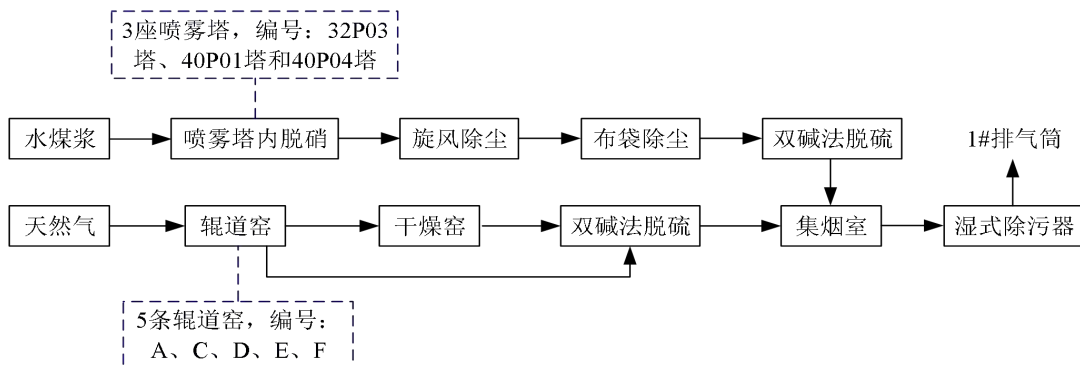 3座喷雾塔，编号：32P03
塔、40P01塔和40P04塔
水煤浆
喷雾塔内脱硝
旋风除尘
布袋除尘
双碱法脱硫
1#排气筒
天然气
辊道窑
干燥窑
双碱法脱硫
集烟室
湿式除污器
5条辊道窑，编号：
A、C、D、E、F